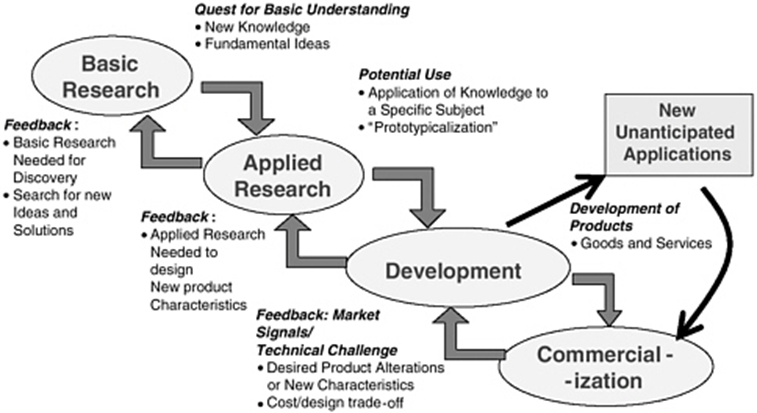 Quest for Basic Understanding
• New Knowledge
• Fundamental Ideas
Basic
Research
Potential Use
• Application of Knowledge to
a Specific Subject
• “Prototypicalization”
New
Unanticipated
Applications
Feedback :
• Basic Research
Needed for
Discovery
• Search for new
Ideas and
Solutions
Applied
Research
Feedback :
• Applied Research
Needed to
design
New product
Characteristics
Development of
Products
• Goods and Services
Development
Feedback: Market
Signals/
Technical Challenge
• Desired Product Alterations
or New Characteristics
• Cost/design trade-off
Commercial -
-ization